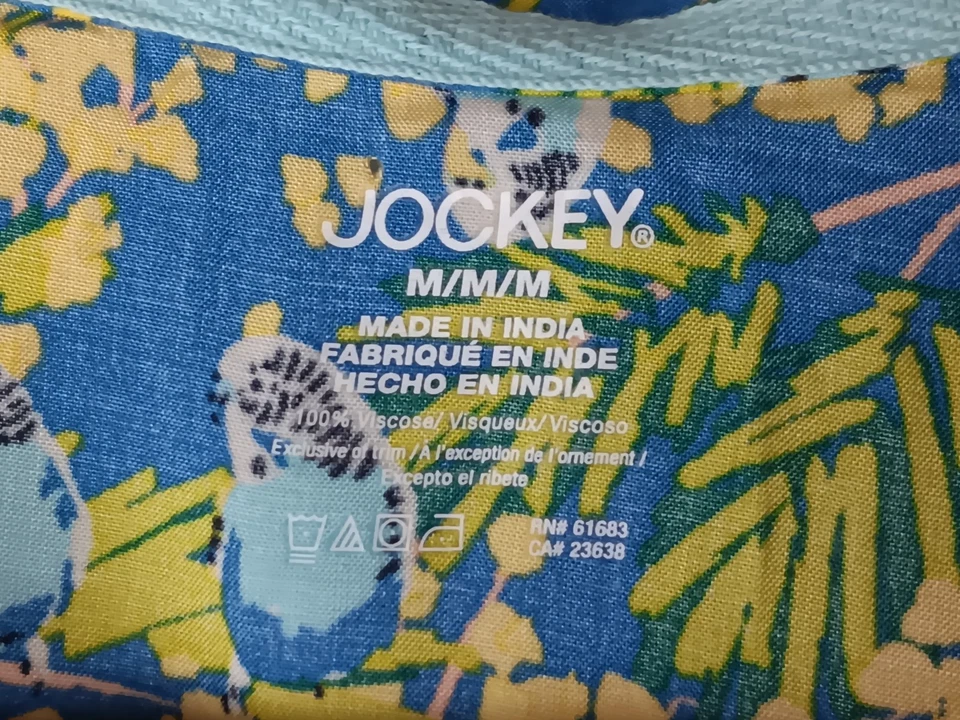 JOCKEY®
M/M/M
MADE IN INDIA
FABRIQUÉ EN INDE
HECHO EN INDIA
100% Viscose/ Visqueux/Viscoso
Exclusive of trim /À l'exception de l'ornement /
Excepto el ribete
RN# 61683
CA# 23638